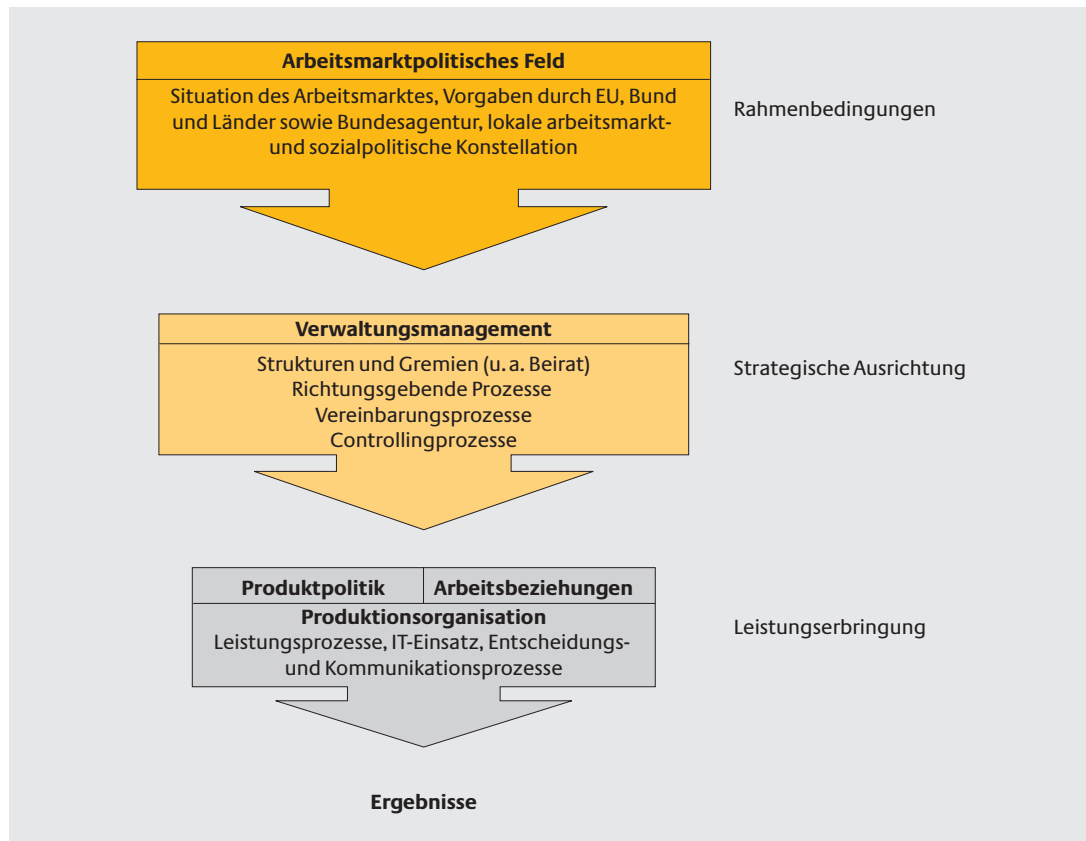 Arbeitsmarktpolitisches Feld
Situation des Arbeitsmarktes, Vorgaben durch EU, Bund
und Länder sowie Bundesagentur, lokale arbeitsmarkt-
und sozialpolitische Konstellation
Rahmenbedingungen
Verwaltungsmanagement
Strukturen und Gremien (u. a. Beirat)
Richtungsgebende Prozesse
Vereinbarungsprozesse
Controllingprozesse
Strategische Ausrichtung
Produktpolitik
Arbeitsbeziehungen
Produktionsorganisation
Leistungsprozesse, IT-Einsatz, Entscheidungs-
und Kommunikationsprozesse
Leistungserbringung
Ergebnisse